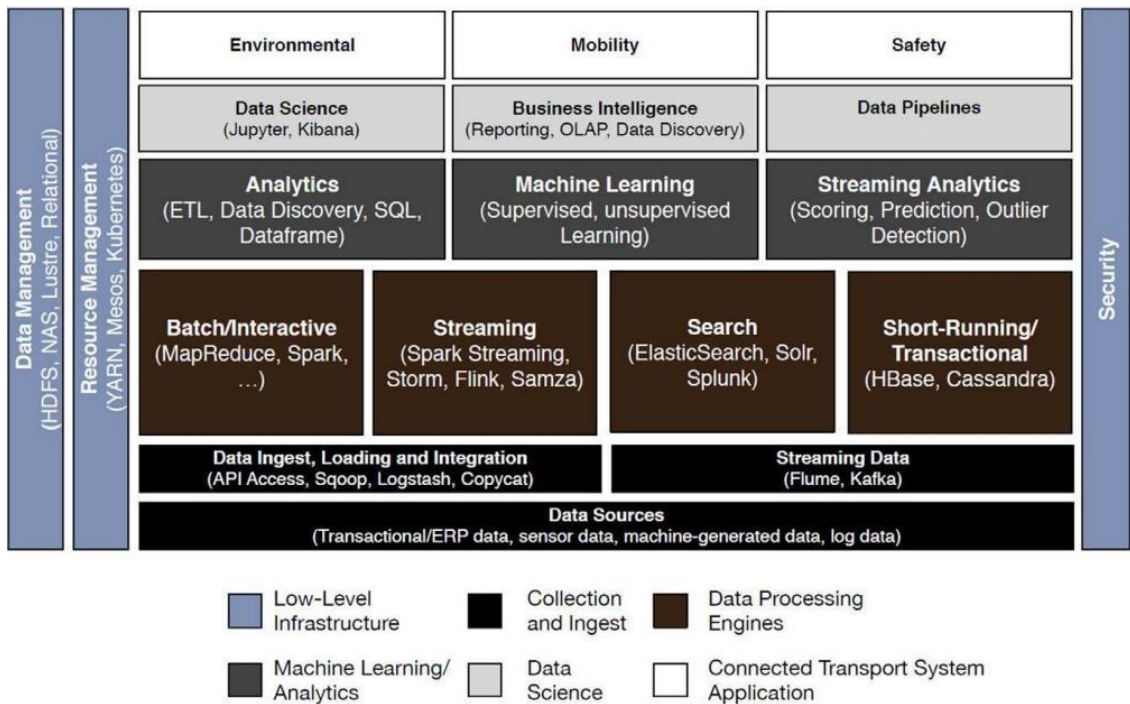 Data Management
(HDFS, NAS, Lustre, Relational)
Resource Management
(YARN, Mesos, Kubernetes)
Environmental
Mobility
Safety
Data Science
(Jupyter, Kibana)
Business Intelligence
(Reporting, OLAP, Data Discovery)
Data Pipelines
Analytics
(ETL, Data Discovery, SQL,
Dataframe)
Machine Learning
(Supervised, unsupervised
Learning)
Streaming Analytics
(Scoring, Prediction, Outlier
Detection)
Batch/Interactive
(MapReduce, Spark,
…)
Streaming
(Spark Streaming,
Storm, Flink, Samza)
Search
(ElasticSearch, Solr,
Splunk)
Short-Running/
Transactional
(HBase, Cassandra)
Data Ingest, Loading and Integration
(API Access, Sqoop, Logstash, Copycat)
Streaming Data
(Flume, Kafka)
Data Sources
(Transactional/ERP data, sensor data, machine-generated data, log data)
Security
Low-Level
Infrastructure
Collection
and Ingest
Data Processing
Engines
Machine Learning/
Analytics
Data
Science
Connected Transport System
Application